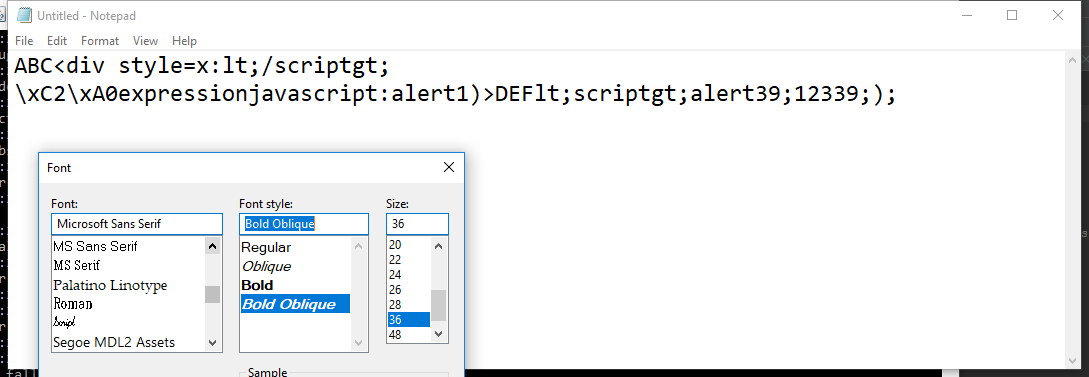 Untitled - Notepad
File Edit Format View Help
ABC<div style=x:lt;/scriptgt;
\xC2\xA0expressionjavascript:alert1)>DEFlt;scriptgt;alert39;12339;);
Font
Font: Font style: Size:
Microsoft Sans Serif Bold Oblique 36
MS Sans Serif
MS Serif
Palatino Linotype
Roman
Script
Segoe MDL2 Assets
Regular
Oblique
Bold
Bold Oblique
20
22
24
26
28
36
48
Sample